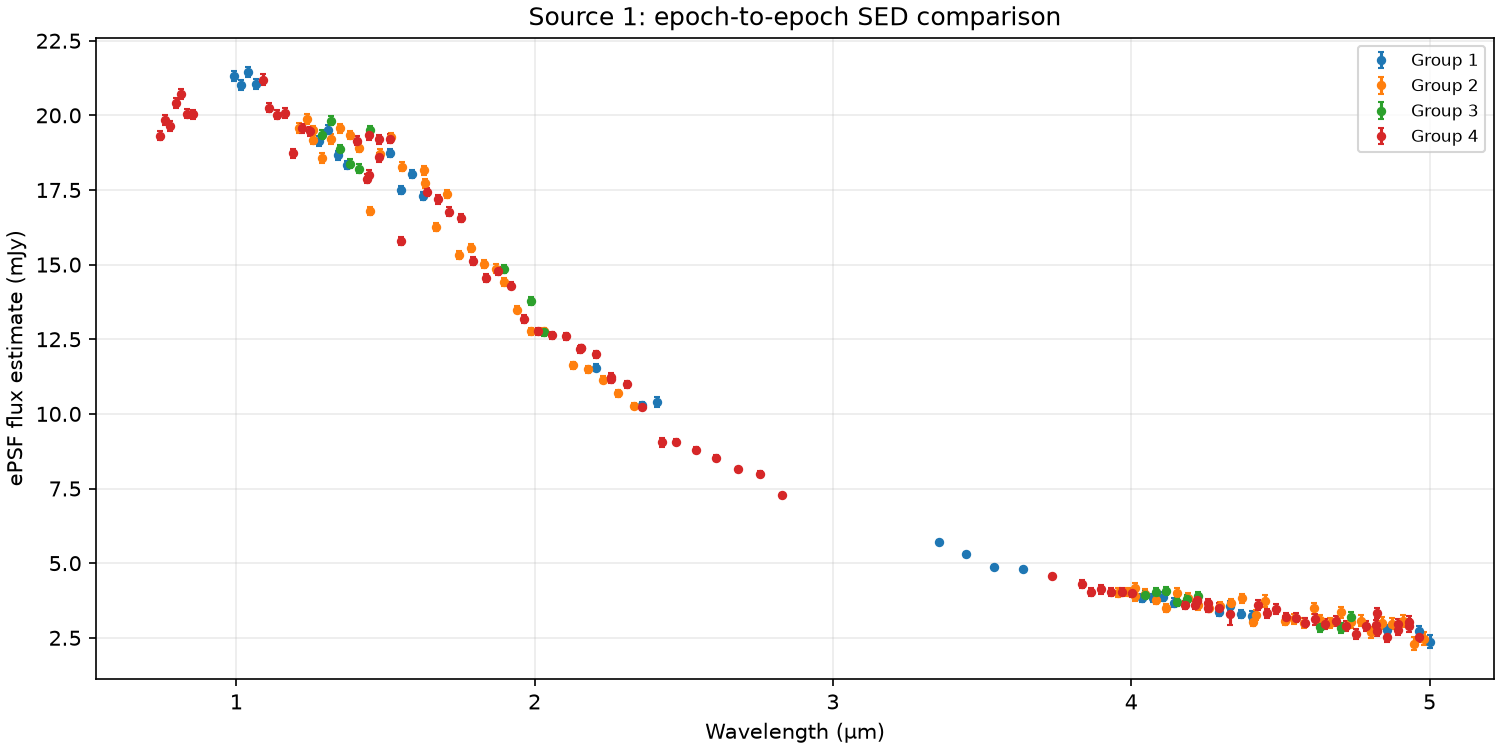 Source 1: epoch-to-epoch SED comparison
ePSF flux estimate (mJy)
22.5
20.0
17.5
15.0
12.5
10.0
7.5
5.0
2.5
Group 1
Group 2
Group 3
Group 4
1
2
3
4
5
Wavelength (µm)